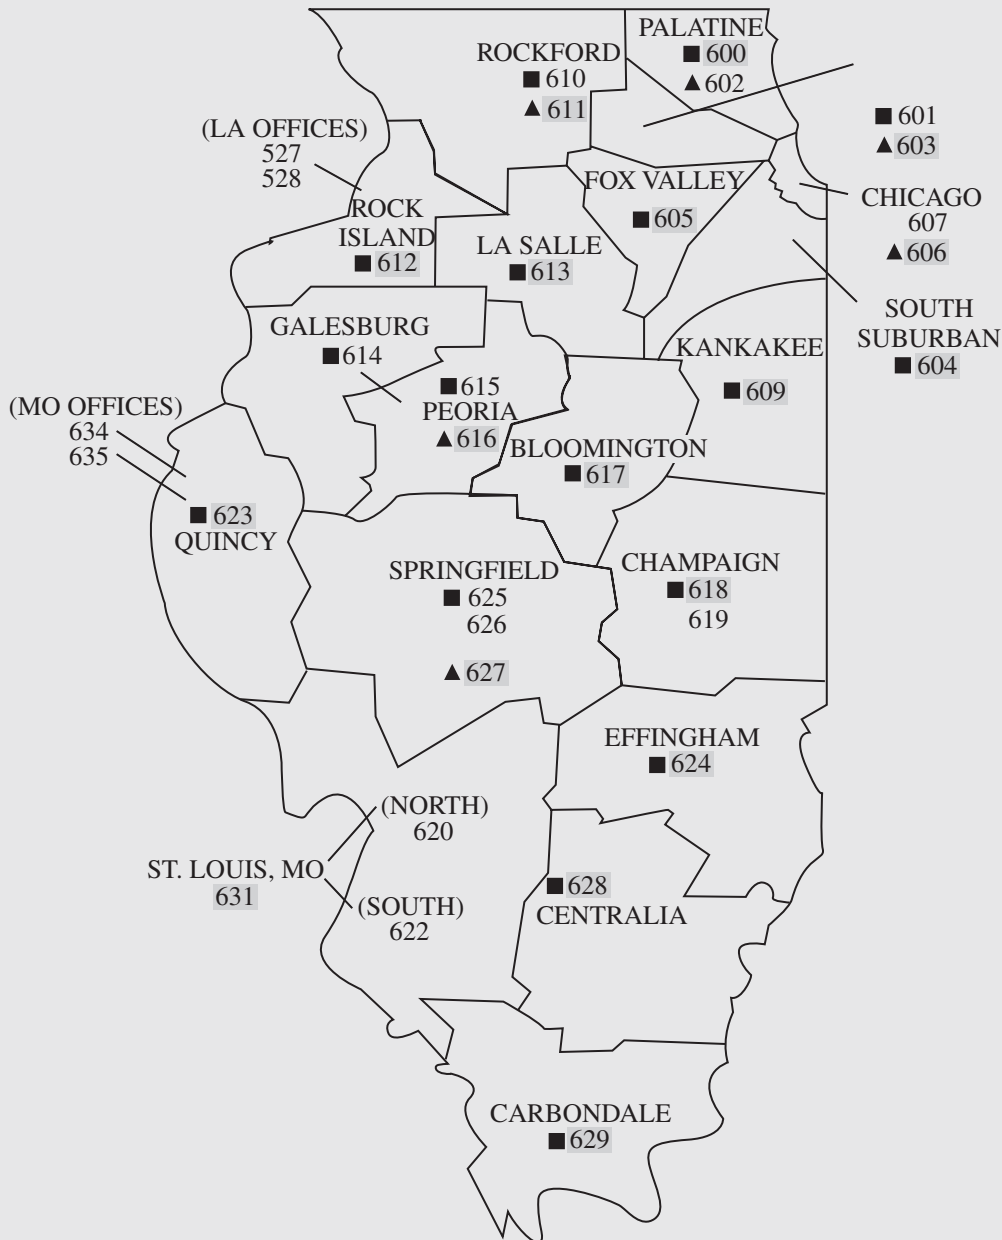 PALATINE
■ 600
▲ 602
ROCKFORD
■ 610
▲ 611
■ 601
▲ 603
(LA OFFICES)
527
528
FOX VALLEY
■ 605
CHICAGO
607
▲ 606
ROCK
ISLAND
■ 612
LA SALLE
■ 613
SOUTH
SUBURBAN
■ 604
GALESBURG
■ 614
KANKAKEE
■ 609
■ 615
PEORIA
▲ 616
(MO OFFICES)
634
635
BLOOMINGTON
■ 617
■ 623
QUINCY
SPRINGFIELD
■ 625
626
▲ 627
CHAMPAIGN
■ 618
619
EFFINGHAM
■ 624
(NORTH)
620
ST. LOUIS, MO
631
(SOUTH)
622
■ 628
CENTRALIA
CARBONDALE
■ 629